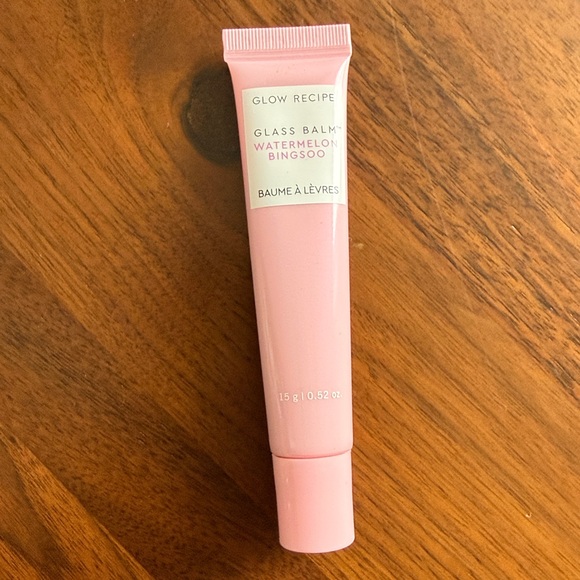 GLOW RECIPE
GLASS BALM™
WATERMELON
BINGSOO
BAUME À LÈVRES
15 g | 0.52 oz.